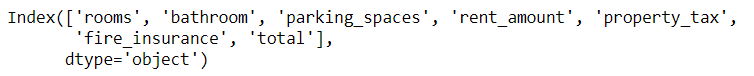 Index(['rooms', 'bathroom', 'parking_spaces', 'rent_amount', 'property_tax',
'fire_insurance', 'total'],
dtype='object')